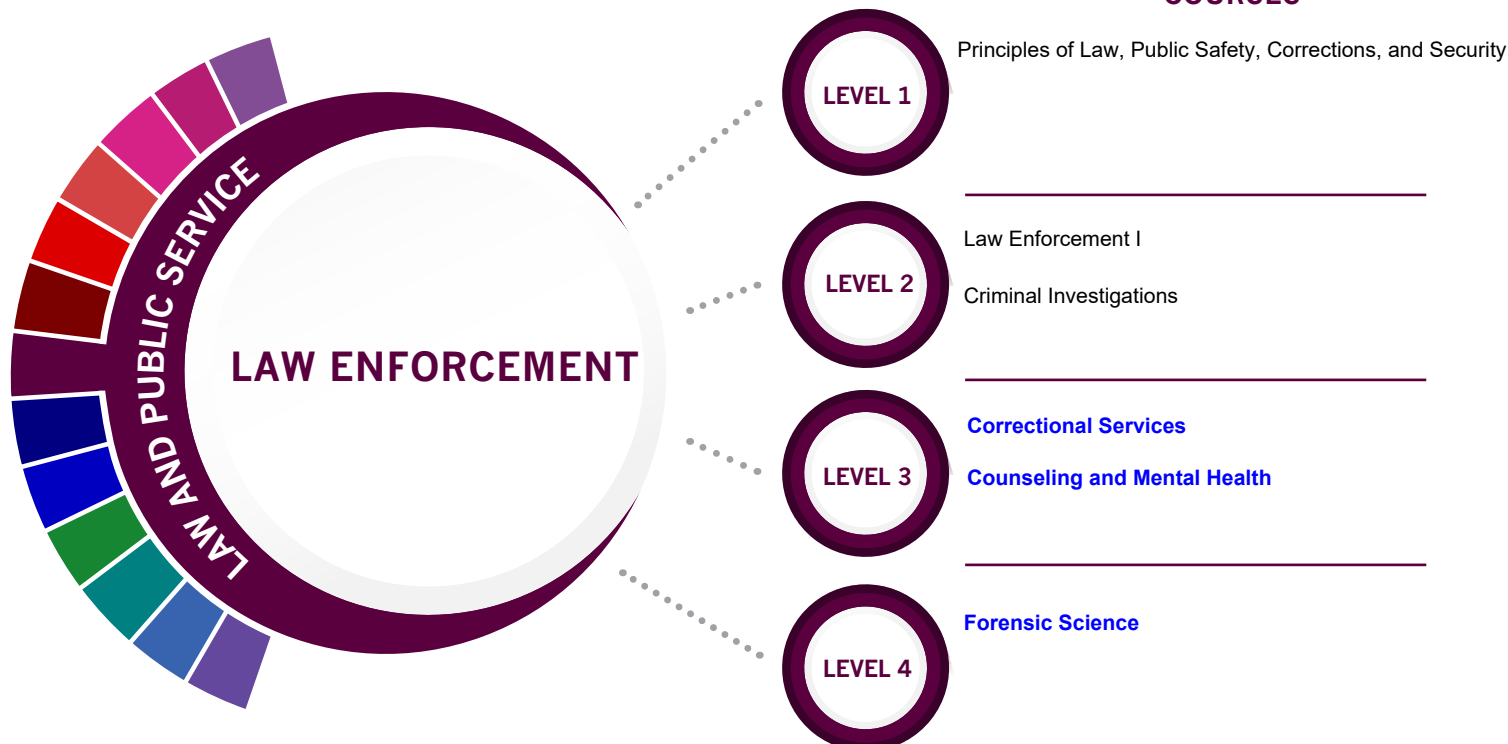 COURSES
LAW AND PUBLIC SERVICE
LAW ENFORCEMENT
LEVEL 1
Principles of Law, Public Safety, Corrections, and Security
LEVEL 2
Law Enforcement I
Criminal Investigations
LEVEL 3
Correctional Services
Counseling and Mental Health
LEVEL 4
Forensic Science